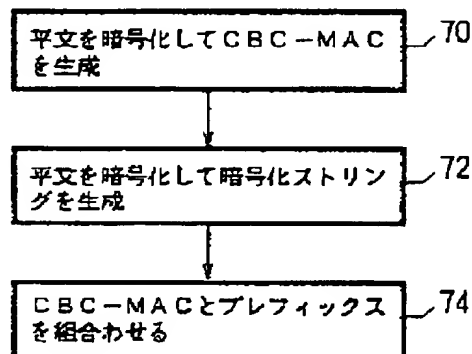 平文を暗号化してCBC-MAC
を生成
70
平文を暗号化して暗号化ストリン
グを生成
72
CBC-MACとプレフィックス
を組合わせる
74